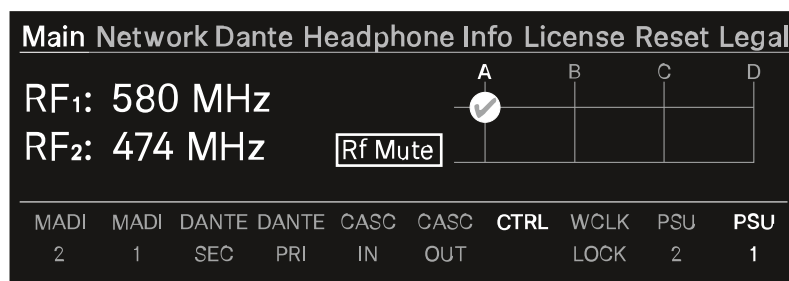 Main Network Dante Headphone Info License Reset Legal
A B C D
RF1: 580 MHz
RF2: 474 MHz Rf Mute
MADI MADI DANTE DANTE CASC CASC CTRL WCLK PSU PSU
2 1 SEC PRI IN OUT LOCK 2 1